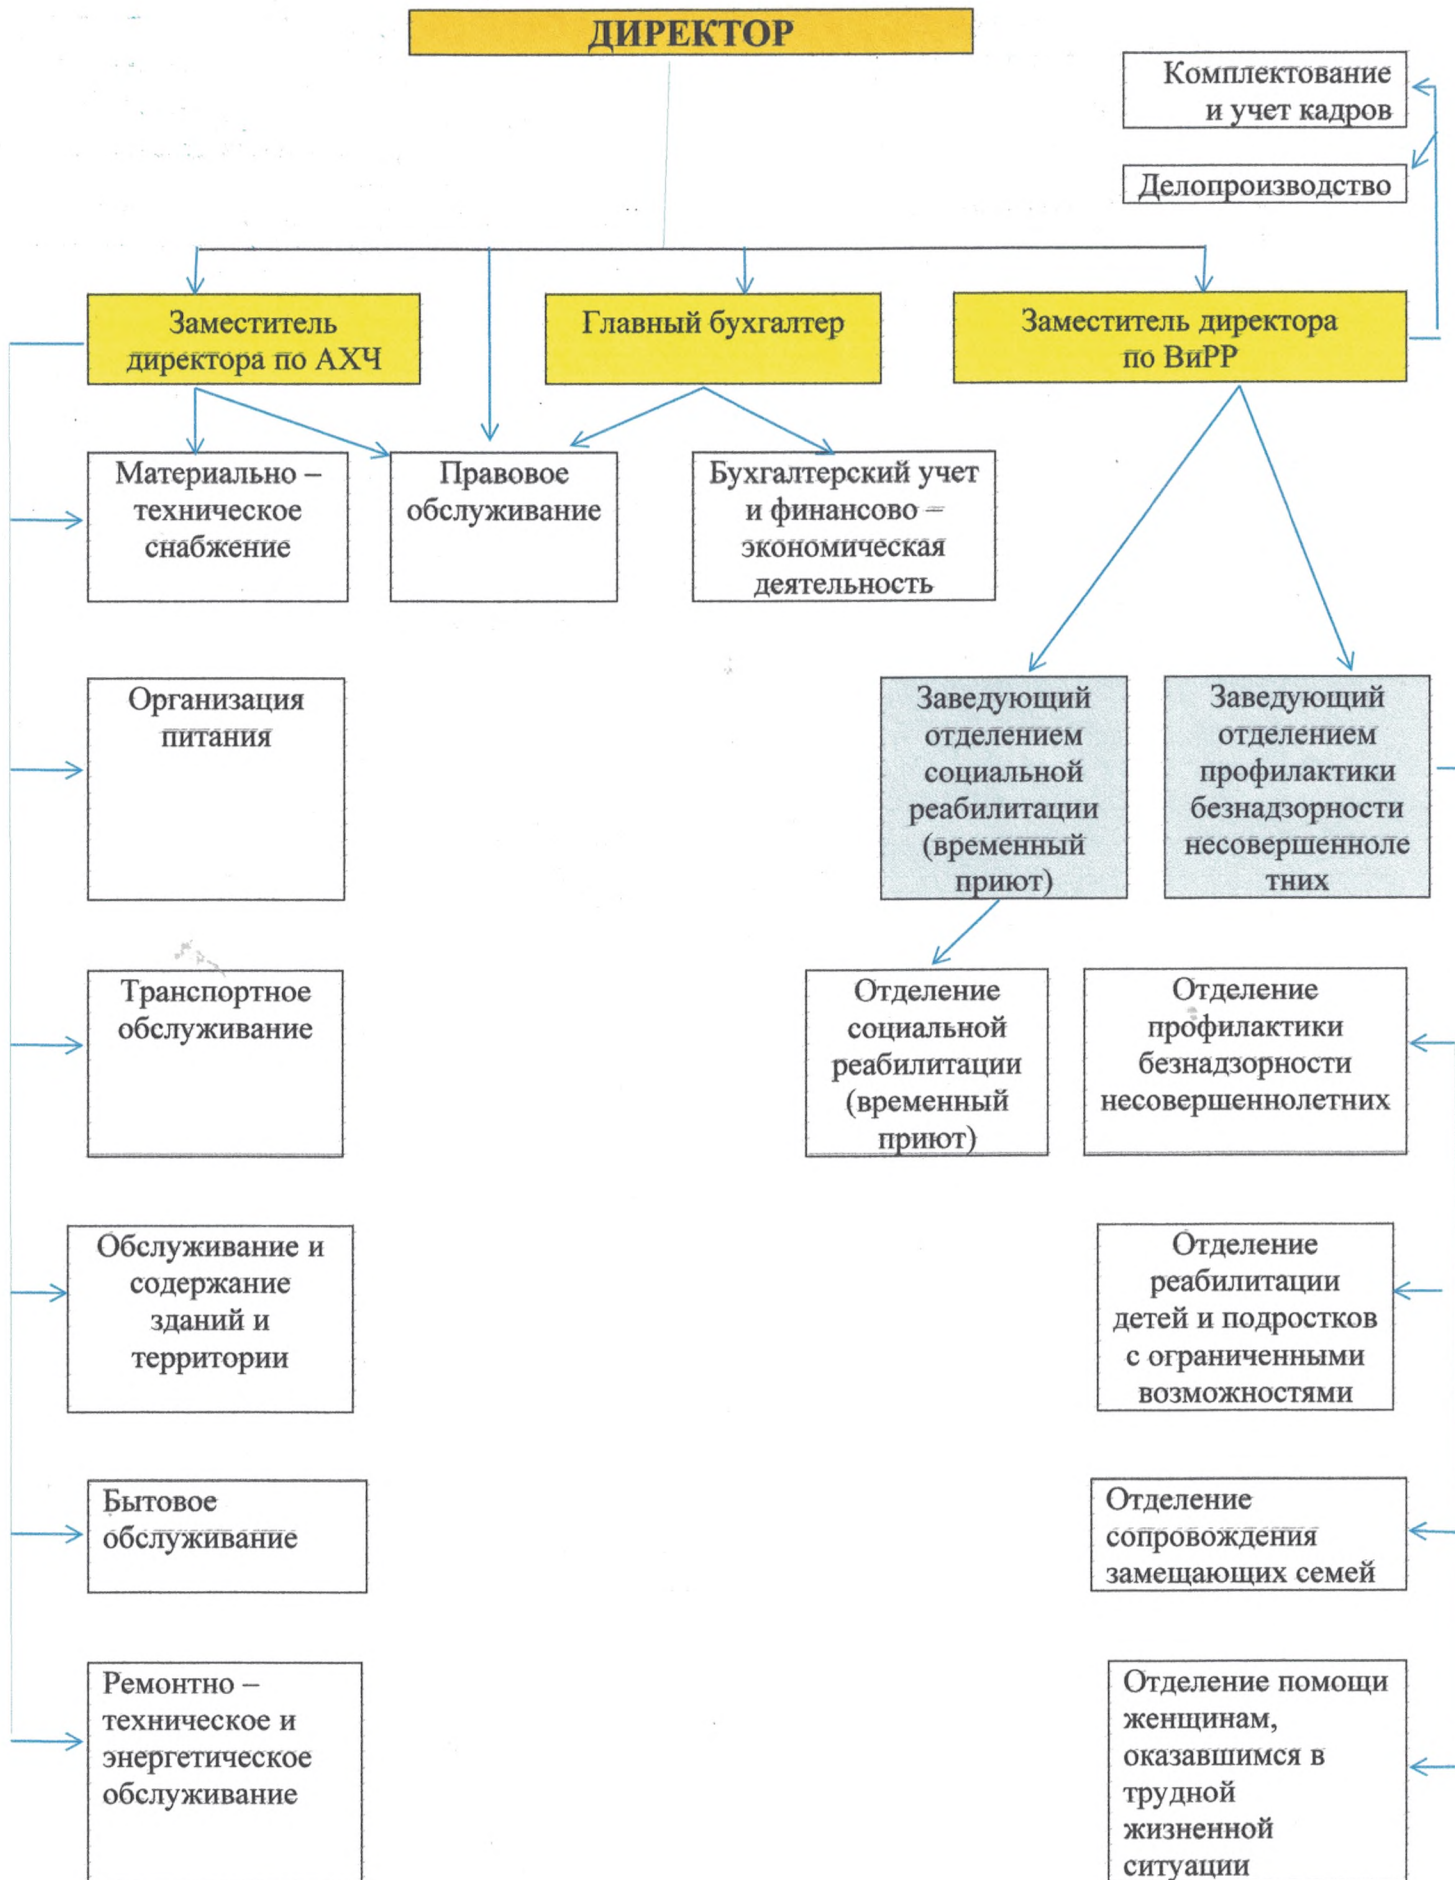 ДИРЕКТОР
Комплектование
и учет кадров
Делопроизводство
Заместитель
директора по АХЧ
Главный бухгалтер
Заместитель директора
по ВиРР
Материально –
техническое
снабжение
Правовое
обслуживание
Бухгалтерский учет
и финансово –
экономическая
деятельность
Организация
питания
Заведующий
отделением
социальной
реабилитации
(временный
приют)
Заведующий
отделением
профилактики
безнадзорности
несовершенноле
тних
Транспортное
обслуживание
Отделение
социальной
реабилитации
(временный
приют)
Отделение
профилактики
безнадзорности
несовершеннолетних
Обслуживание и
содержание
зданий и
территории
Отделение
реабилитации
детей и подростков
с ограниченными
возможностями
Бытовое
обслуживание
Отделение
сопровождения
замещающих семей
Ремонтно –
техническое и
энергетическое
обслуживание
Отделение помощи
женщинам,
оказавшимся в
трудной
жизненной
ситуации